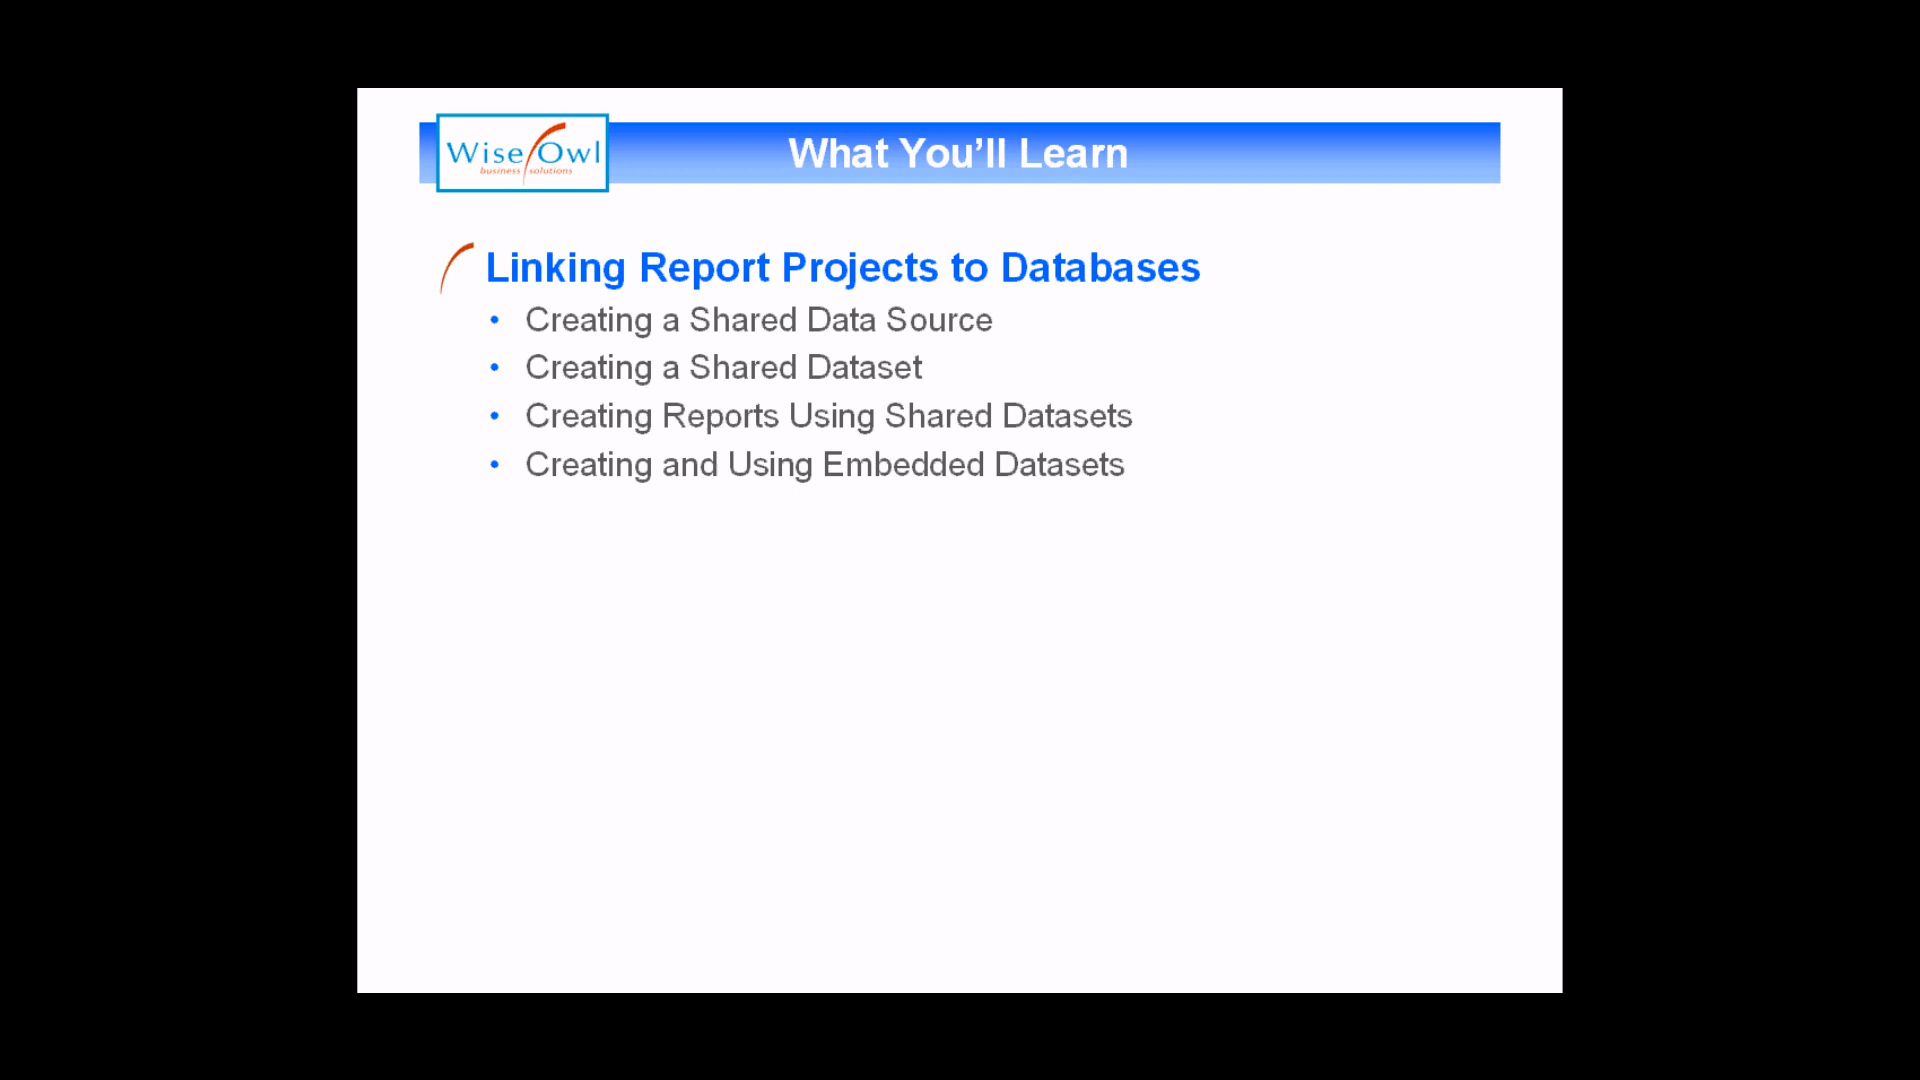 Wise Owl
business solutions
What You’ll Learn
Linking Report Projects to Databases
• Creating a Shared Data Source
• Creating a Shared Dataset
• Creating Reports Using Shared Datasets
• Creating and Using Embedded Datasets